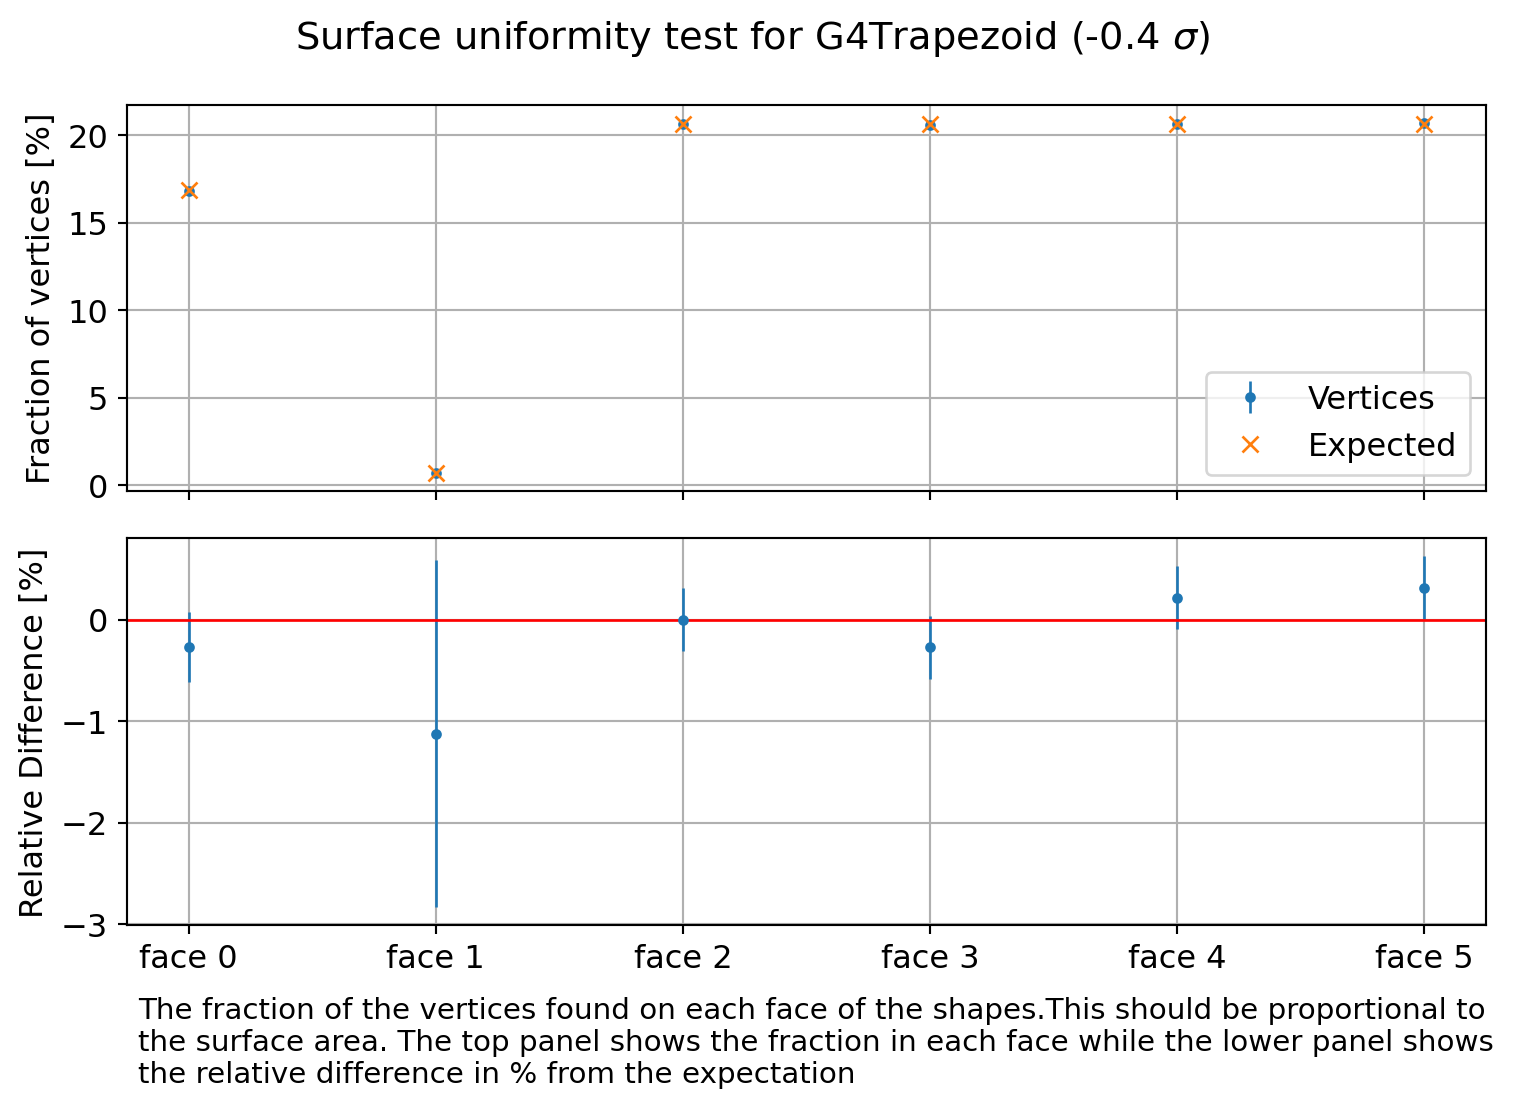 Surface uniformity test for G4Trapezoid (-0.4 σ)
Fraction of vertices [%]
20
15
10
5
0
Vertices
Expected
Relative Difference [%]
0
−1
−2
−3
face 0 face 1 face 2 face 3 face 4 face 5
The fraction of the vertices found on each face of the shapes.This should be proportional to
the surface area. The top panel shows the fraction in each face while the lower panel shows
the relative difference in % from the expectation